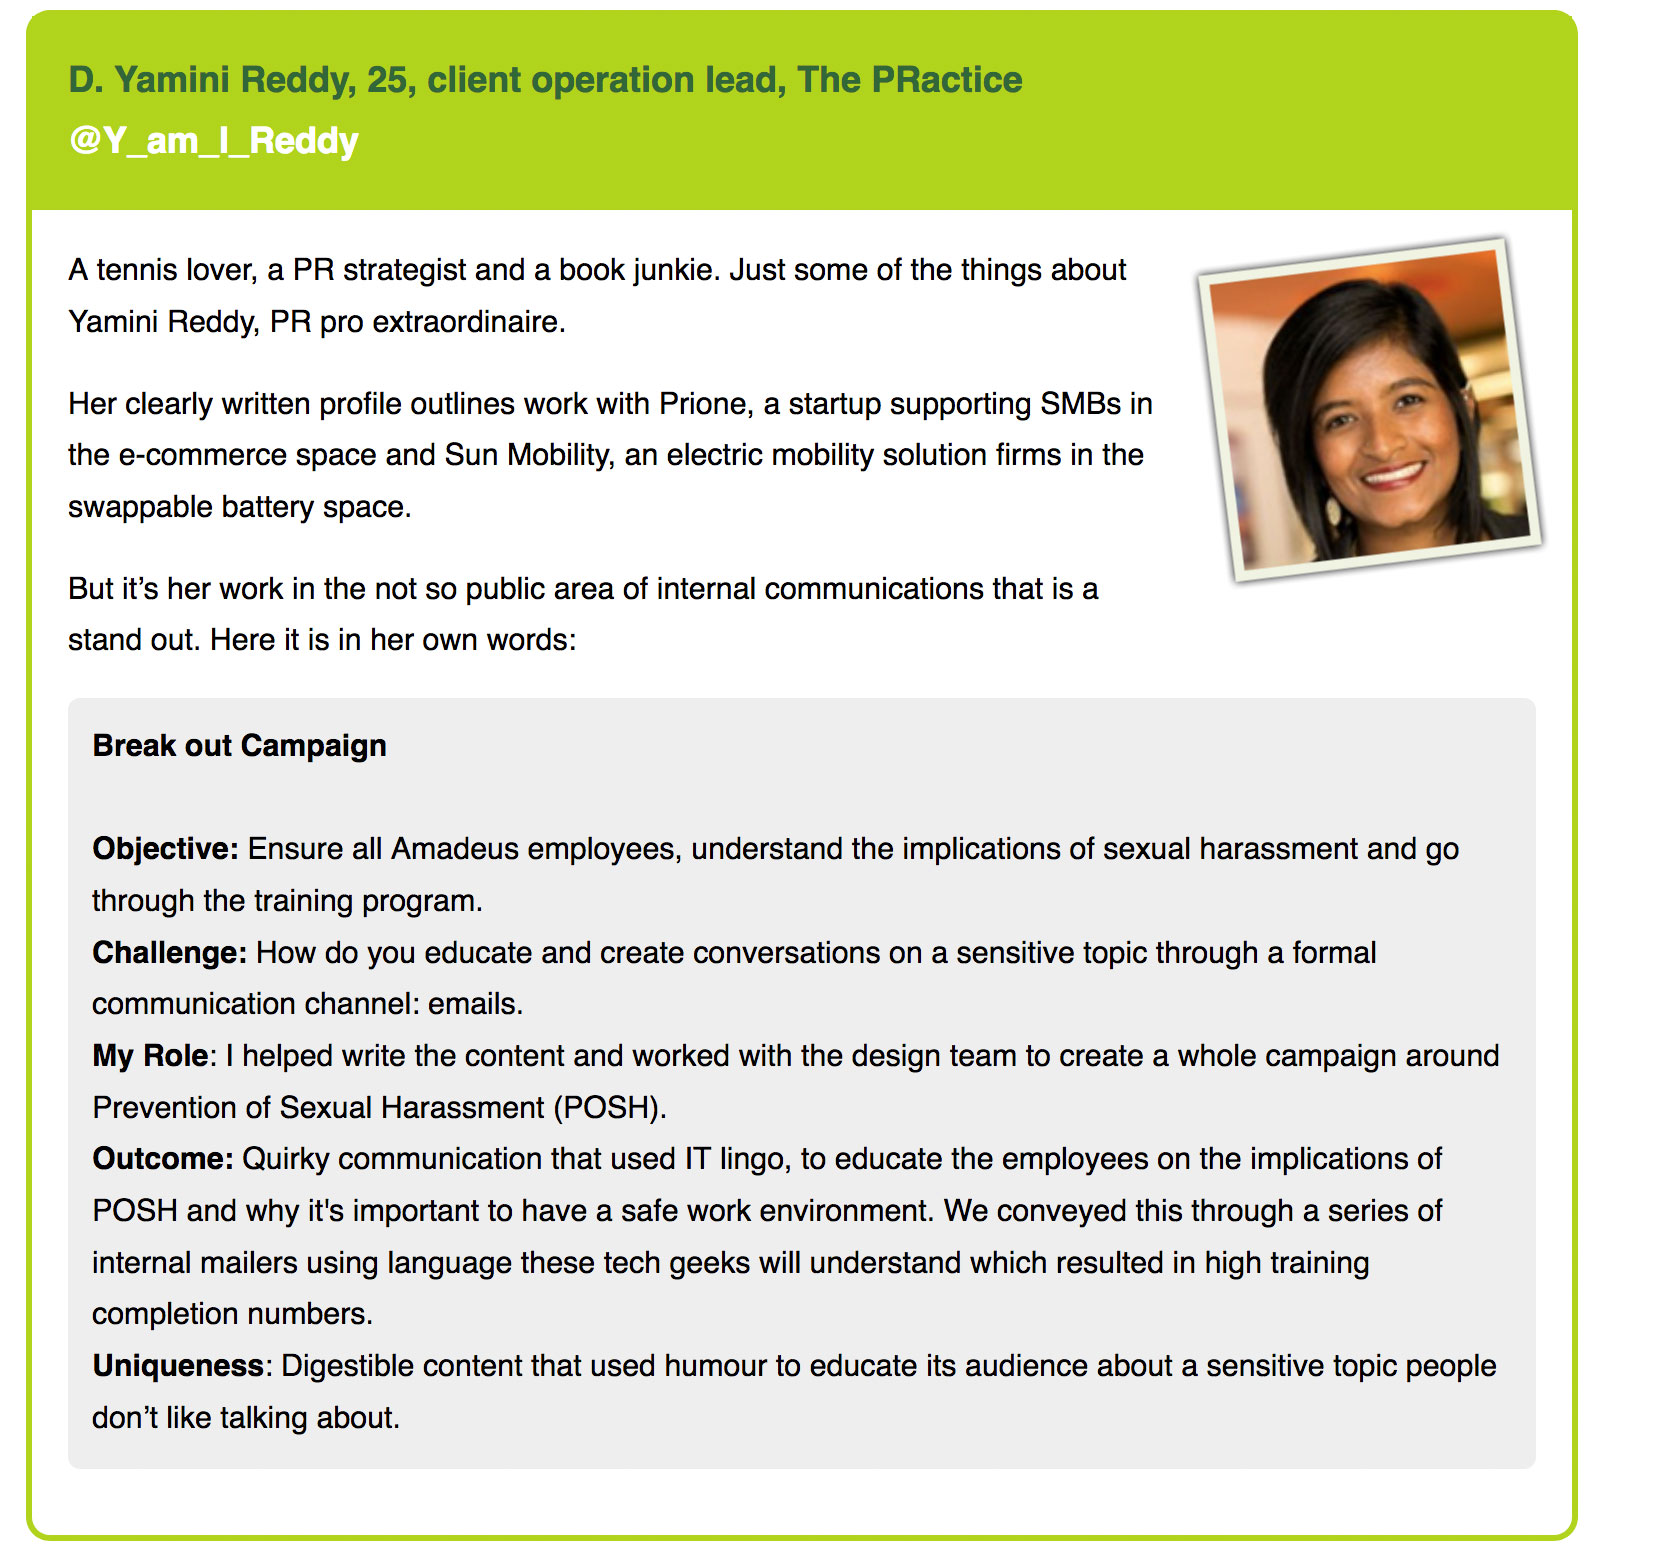 D. Yamini Reddy, 25, client operation lead, The PRactice
@Y_am_I_Reddy
A tennis lover, a PR strategist and a book junkie. Just some of the things about
Yamini Reddy, PR pro extraordinaire.
Her clearly written profile outlines work with Prione, a startup supporting SMBs in
the e-commerce space and Sun Mobility, an electric mobility solution firms in the
swappable battery space.
But it’s her work in the not so public area of internal communications that is a
stand out. Here it is in her own words:
Break out Campaign
Objective: Ensure all Amadeus employees, understand the implications of sexual harassment and go
through the training program.
Challenge: How do you educate and create conversations on a sensitive topic through a formal
communication channel: emails.
My Role: I helped write the content and worked with the design team to create a whole campaign around
Prevention of Sexual Harassment (POSH).
Outcome: Quirky communication that used IT lingo, to educate the employees on the implications of
POSH and why it's important to have a safe work environment. We conveyed this through a series of
internal mailers using language these tech geeks will understand which resulted in high training
completion numbers.
Uniqueness: Digestible content that used humour to educate its audience about a sensitive topic people
don’t like talking about.